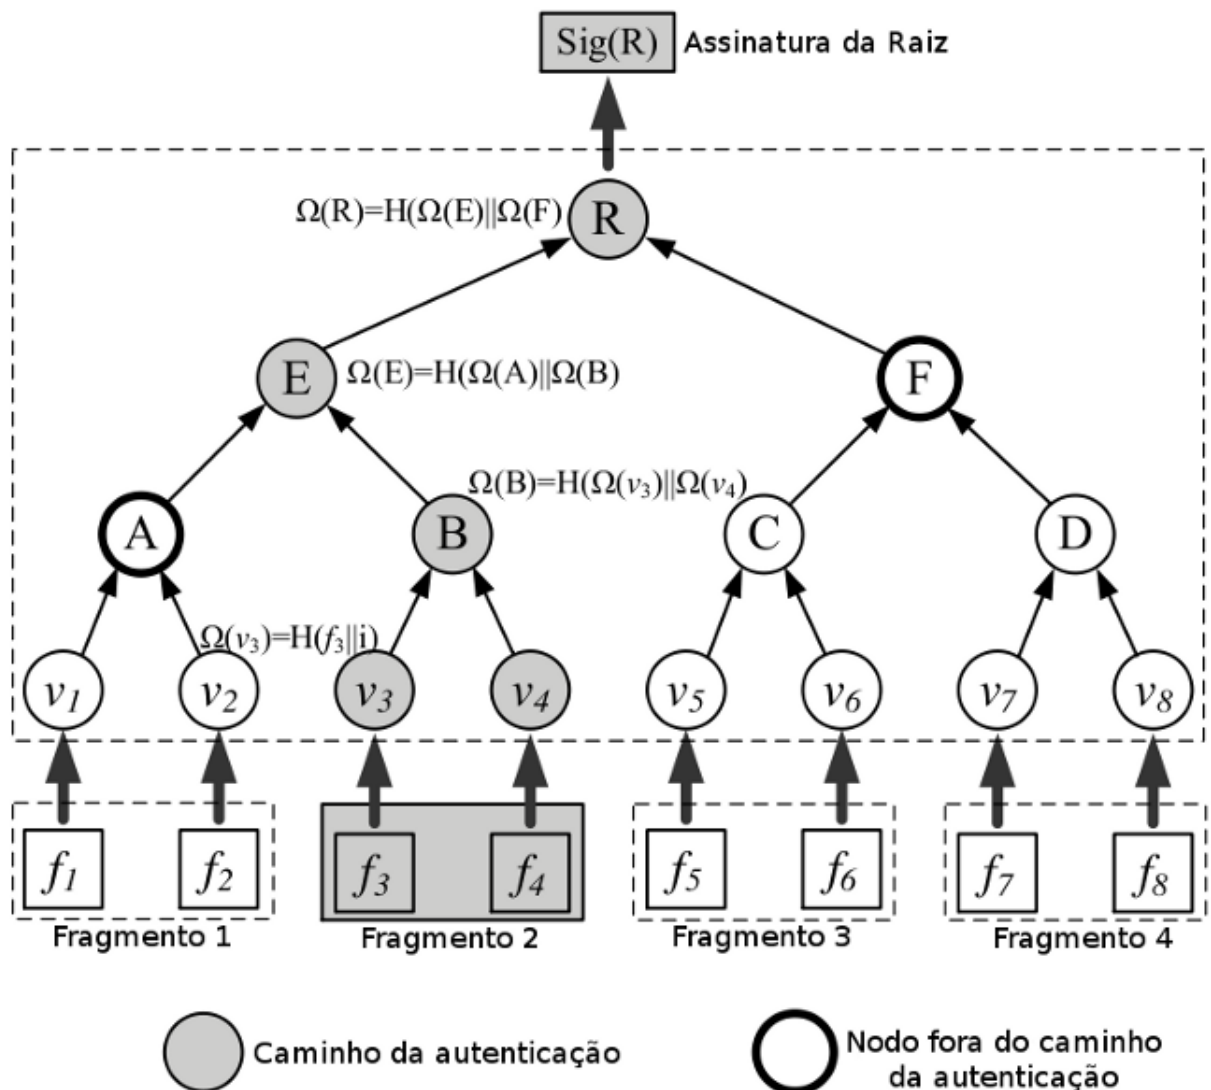 Sig(R) Assinatura da Raiz
Ω(R)=H(Ω(E)||Ω(F)
R
E
Ω(E)=H(Ω(A)||Ω(B)
F
Ω(B)=H(Ω(v3)||Ω(v4)
A
B
C
D
Ω(v3)=H(f3||i)
v1 v2 v3 v4 v5 v6 v7 v8
f1 f2 f3 f4 f5 f6 f7 f8
Fragmento 1 Fragmento 2 Fragmento 3 Fragmento 4
Caminho da autenticação
Nodo fora do caminho
da autenticação